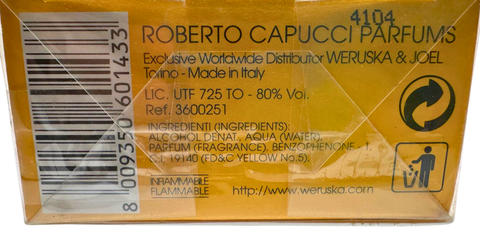 4104
ROBERTO CAPUCCI PARFUMS
Exclusive Worldwide Distributor WERUSKA & JOEL
Torino - Made in Italy
LIC. UTF 725 TO - 80% Vol.
Ref. 3600251
INGREDIENTI (INGREDIENTS):
ALCOHOL DENAT., AQUA (WATER),
PARFUM (FRAGRANCE), BENZOPHENONE - 1,
C.I. 19140 (FD&C YELLOW No.5).
INFIAMMABILE
FLAMMABLE
http://www.weruska.com
8 009350 601433